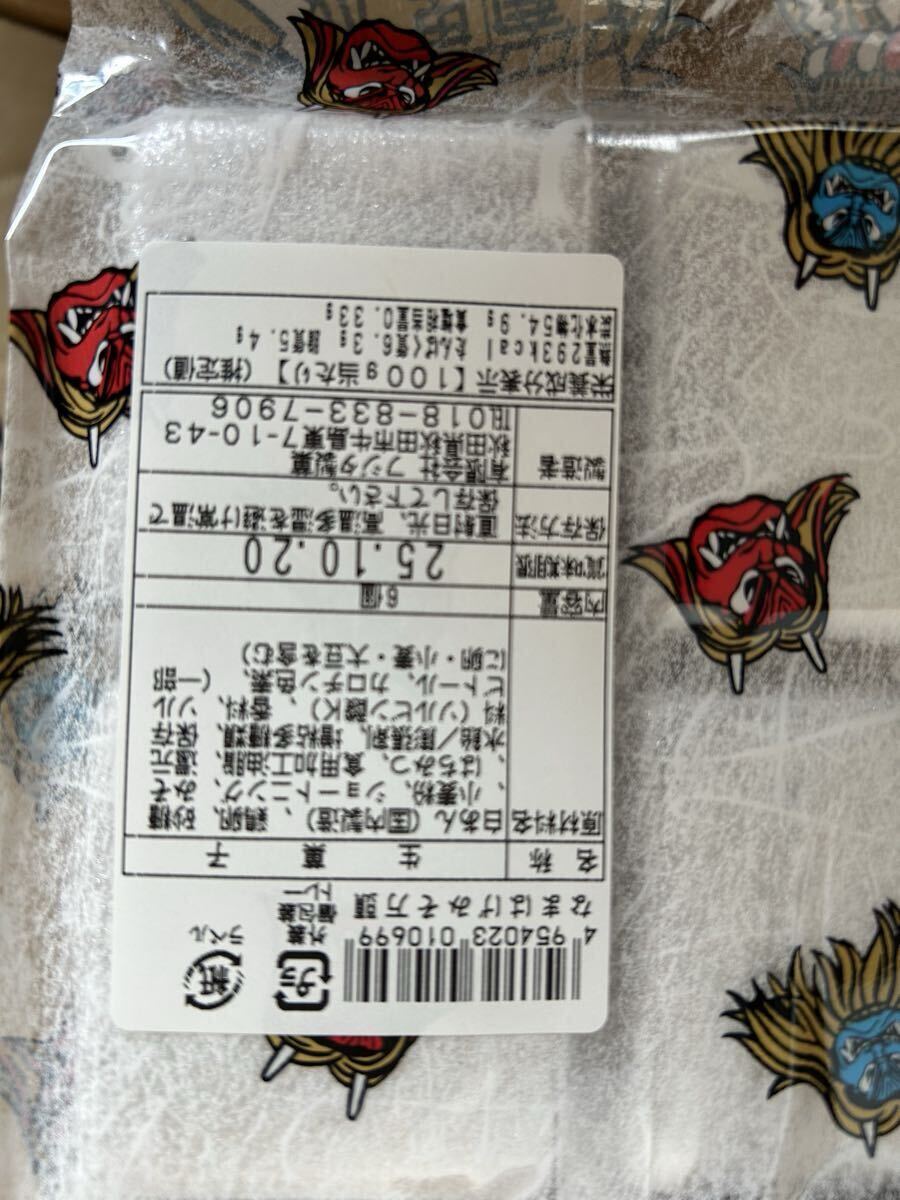 4 954023 010699
プラ
外装
個包装
トレー
紙
ラベル
なまはげみそ万頭
名称 生菓子
原材料名 白あん（国内製造）、鶏卵、砂糖
、小麦粉、ショートニング、みそ
、はちみつ、食用加工油脂、還元
水飴／膨張剤、増粘多糖類、保存
料（ソルビン酸K）、香料、ソル
ビトール、カロチン色素、（一部
に卵・小麦・大豆を含む）
内容量 6個
賞味期限 25.10.20
保存方法 直射日光、高温多湿を避け常温で
保存して下さい。
製造者 有限会社 フジタ製菓
秋田県秋田市牛島東7-10-43
℡018-833-7906
栄養成分表示【100g当たり】（推定値）
熱量293kcal たんぱく質6.3g 脂質5.4g
炭水化物54.9g 食塩相当量0.33g